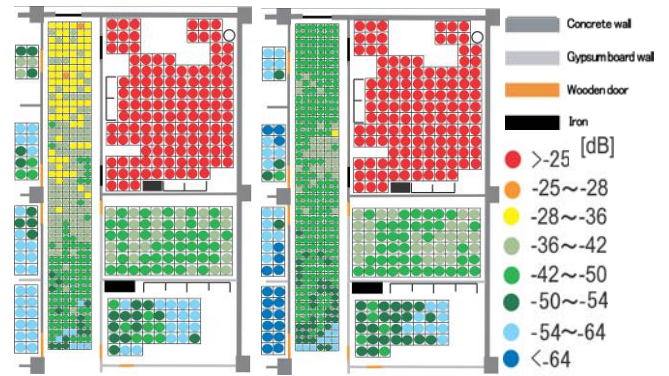 Concrete wall
Gypsum board wall
Wooden door
Iron
[dB]
>-25
-25~-28
-28~-36
-36~-42
-42~-50
-50~-54
-54~-64
<-64